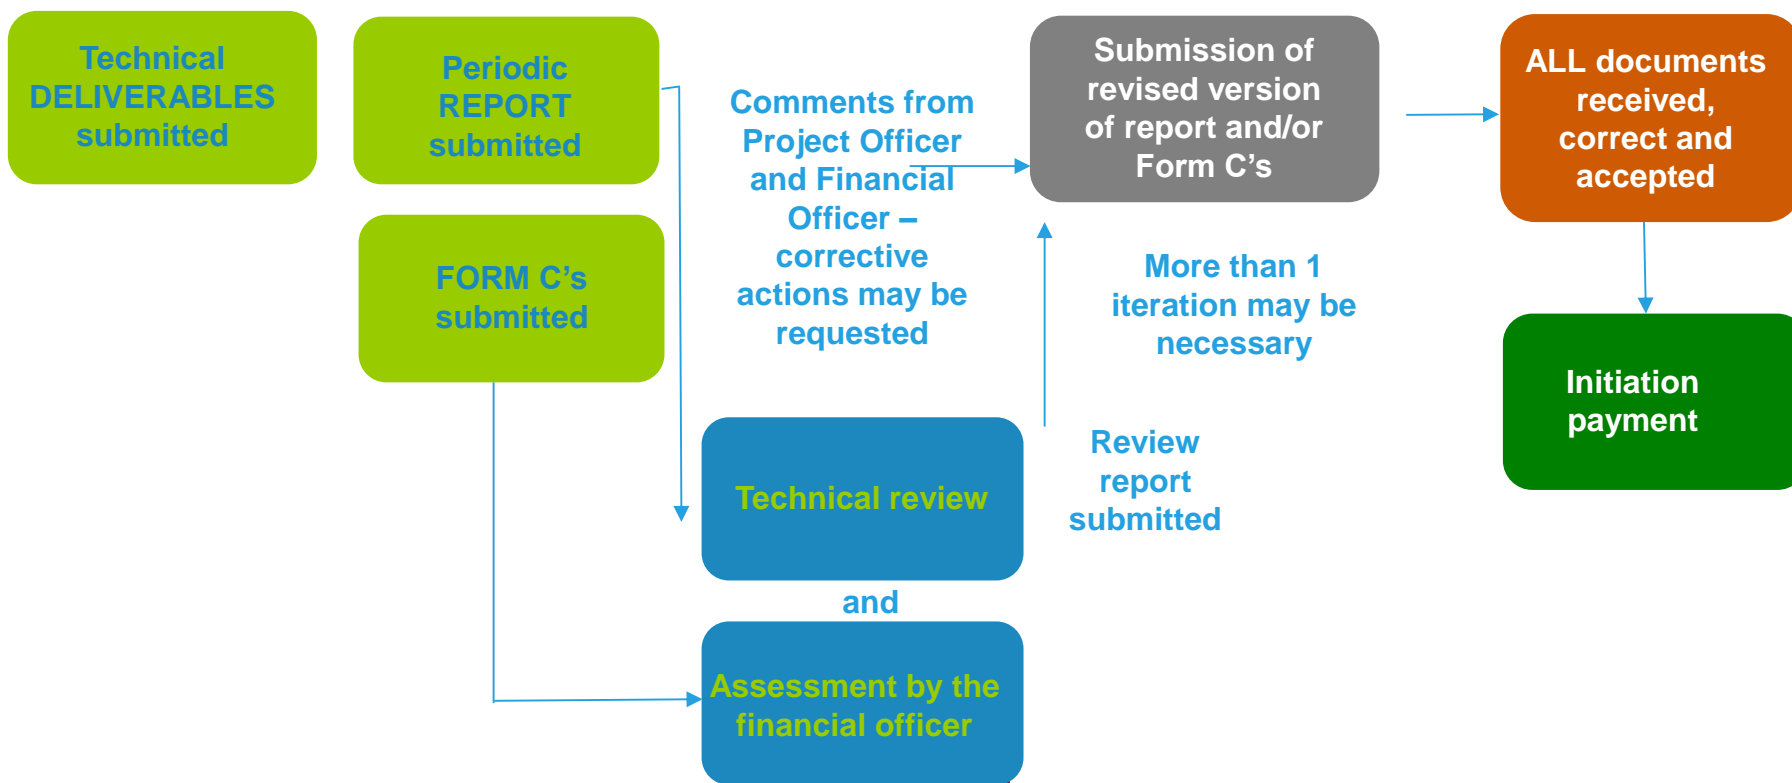 Technical
DELIVERABLES
submitted
Periodic
REPORT
submitted
FORM C’s
submitted
Comments from
Project Officer
and Financial
Officer –
corrective
actions may be
requested
Technical review
and
Assessment by the
financial officer
Submission of
revised version
of report and/or
Form C’s
More than 1
iteration may be
necessary
Review
report
submitted
ALL documents
received,
correct and
accepted
Initiation
payment